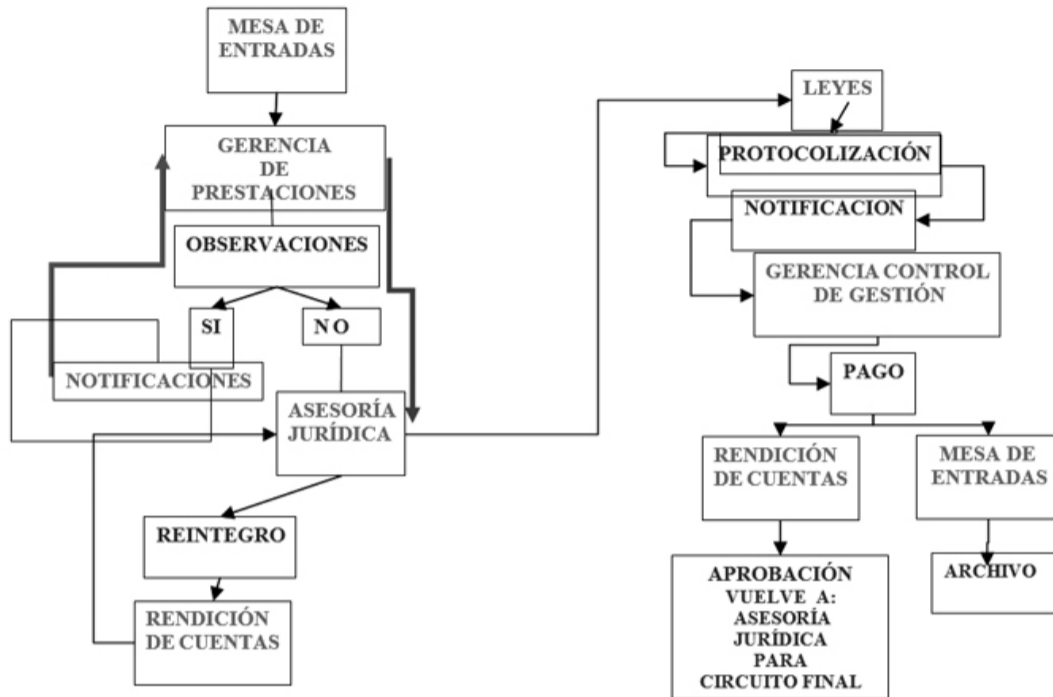 MESA DE
ENTRADAS
GERENCIA
DE
PRESTACIONES
OBSERVACIONES
SI
N O
NOTIFICACIONES
ASESORÍA
JURÍDICA
REINTEGRO
RENDICIÓN
DE CUENTAS
LEYES
PROTOCOLIZACIÓN
NOTIFICACION
GERENCIA CONTROL
DE GESTIÓN
PAGO
RENDICIÓN
DE CUENTAS
MESA DE
ENTRADAS
APROBACIÓN
VUELVE A:
ASESORÍA
JURÍDICA
PARA
CIRCUITO FINAL
ARCHIVO